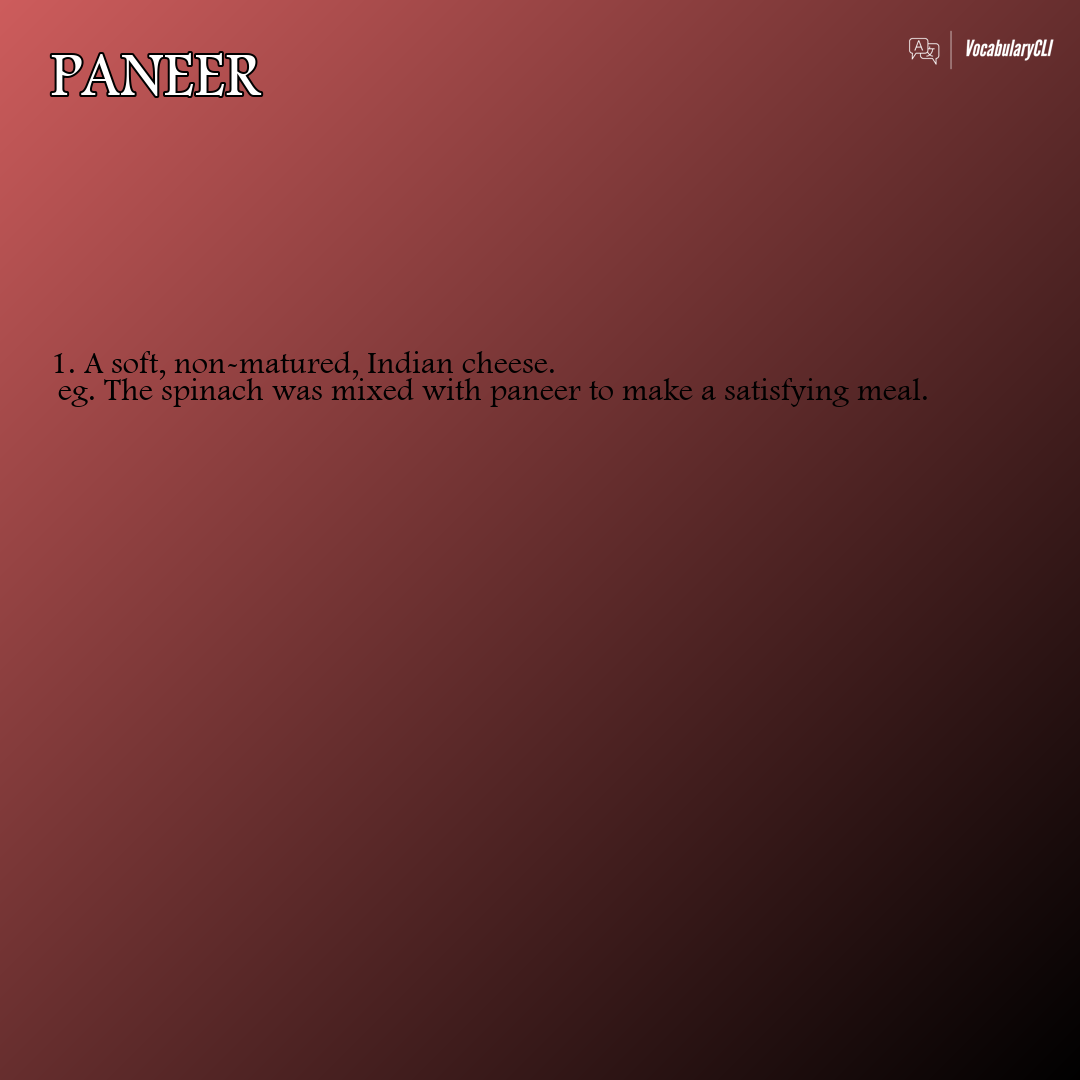 PANEER
VocabularyCLI
1. A soft, non-matured, Indian cheese.
eg. The spinach was mixed with paneer to make a satisfying meal.